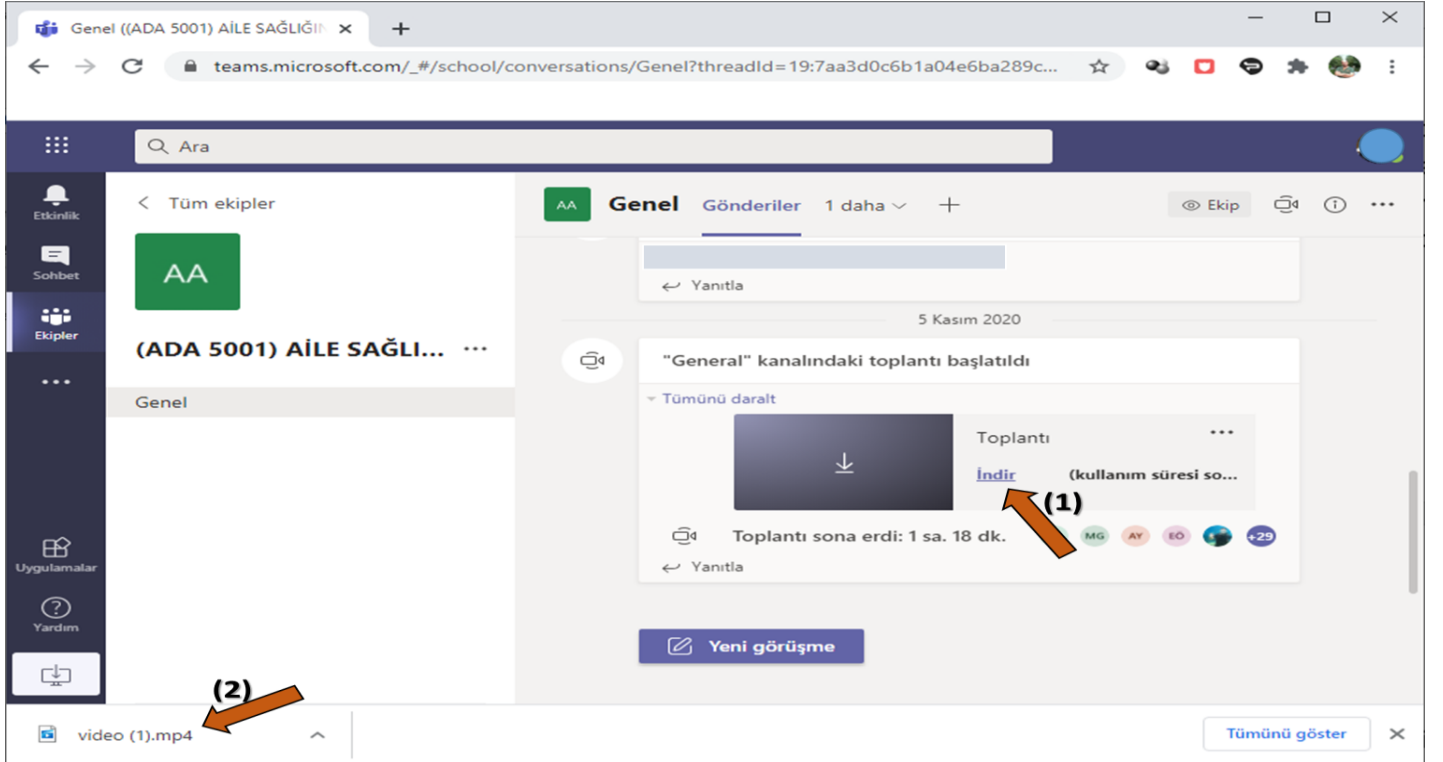 Genel ((ADA 5001) AİLE SAĞLIĞIN
teams.microsoft.com/_#/school/conversations/Genel?threadId=19:7aa3d0c6b1a04e6ba289c...
Ara
Etkinlik
Sohbet
Ekipler
Uygulamalar
Yardım
Tüm ekipler
AA
(ADA 5001) AİLE SAĞLI...
Genel
AA Genel Gönderiler 1 daha
Ekip
Yanıtla
5 Kasım 2020
"General" kanalındaki toplantı başlatıldı
Tümünü daralt
Toplantı
İndir (kullanım süresi so...
(1)
Toplantı sona erdi: 1 sa. 18 dk. MG AY EÖ +29
Yanıtla
Yeni görüşme
(2)
video (1).mp4
Tümünü göster